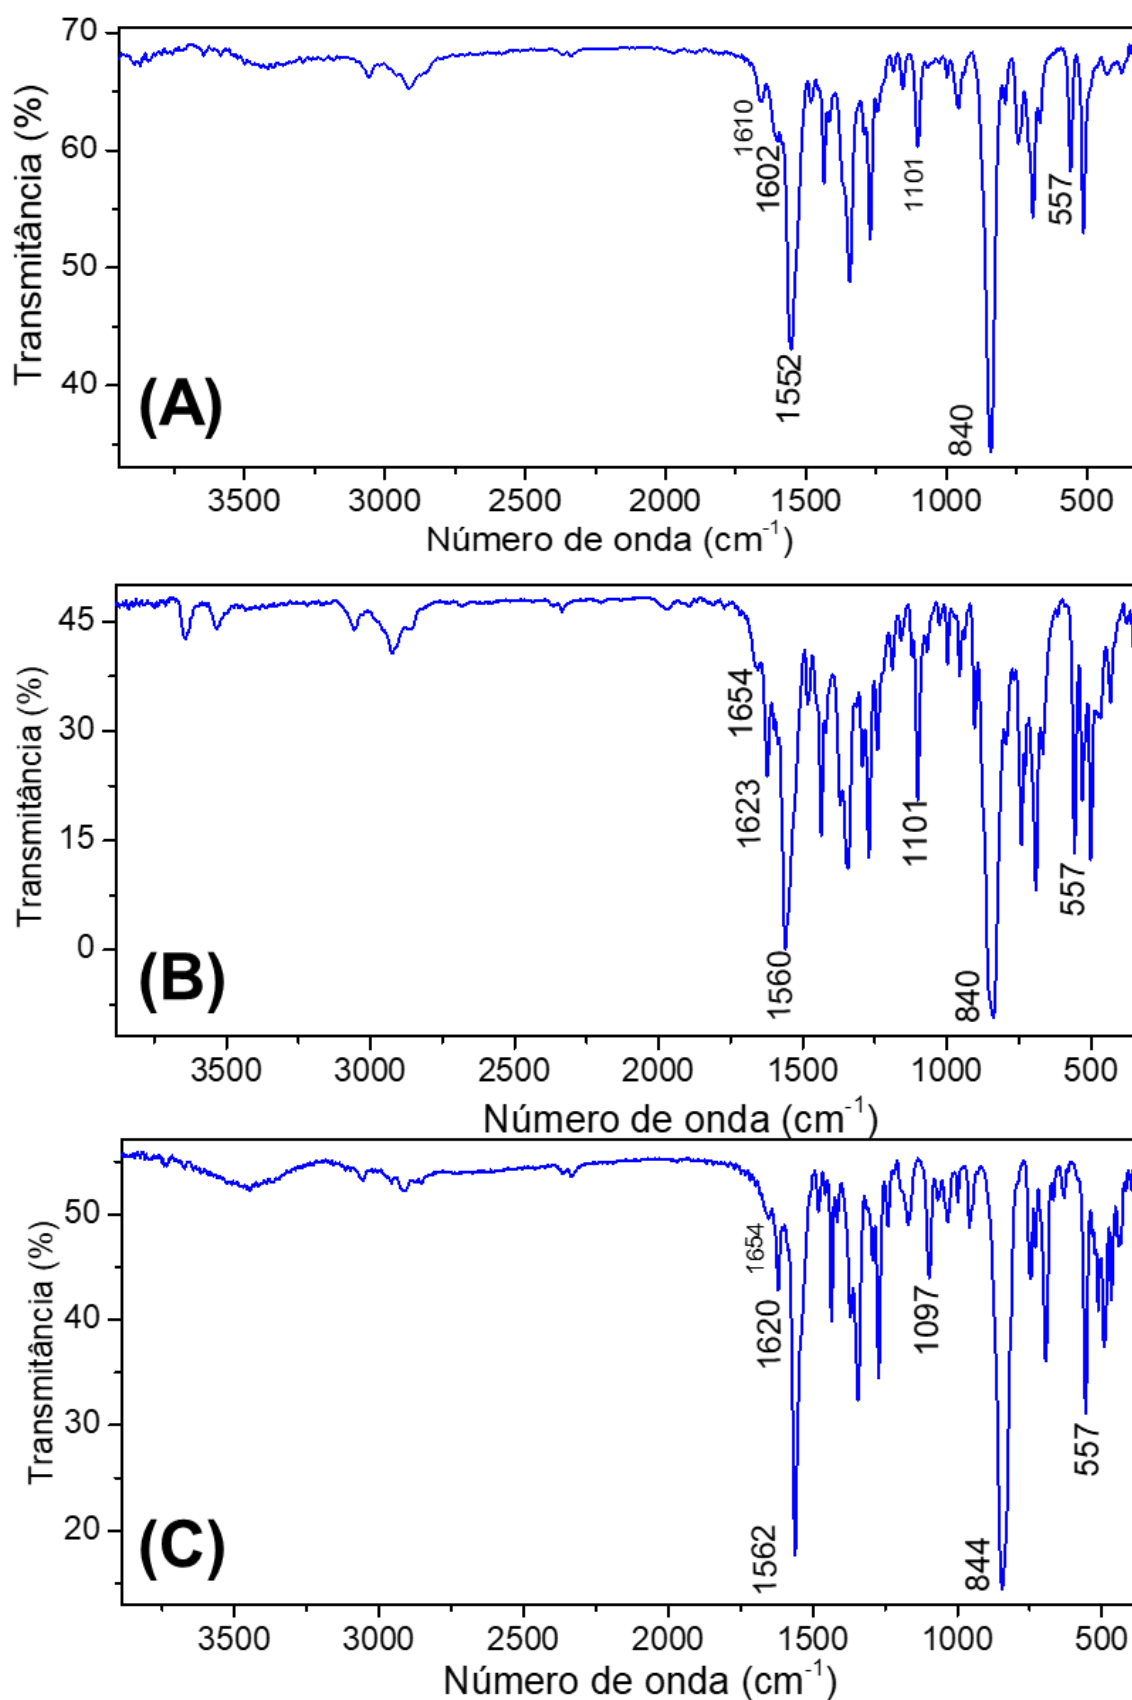 70
60
50
40
Transmitância (%)
1610
1602
1552
1101
840
557
(A)
3500 3000 2500 2000 1500 1000 500
Número de onda (cm-1)
45
30
15
0
Transmitância (%)
1654
1623
1560
1101
840
557
(B)
3500 3000 2500 2000 1500 1000 500
Número de onda (cm-1)
50
40
30
20
Transmitância (%)
1654
1620
1562
1097
844
557
(C)
3500 3000 2500 2000 1500 1000 500
Número de onda (cm-1)